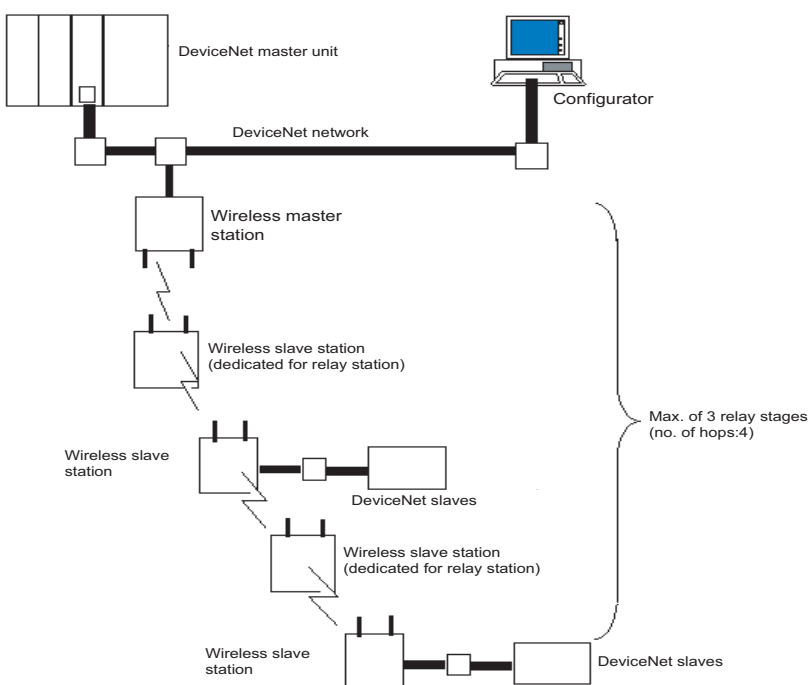 DeviceNet master unit
Configurator
DeviceNet network
Wireless master
station
Wireless slave station
(dedicated for relay station)
Max. of 3 relay stages
(no. of hops:4)
Wireless slave
station
DeviceNet slaves
Wireless slave station
(dedicated for relay station)
Wireless slave
station
DeviceNet slaves